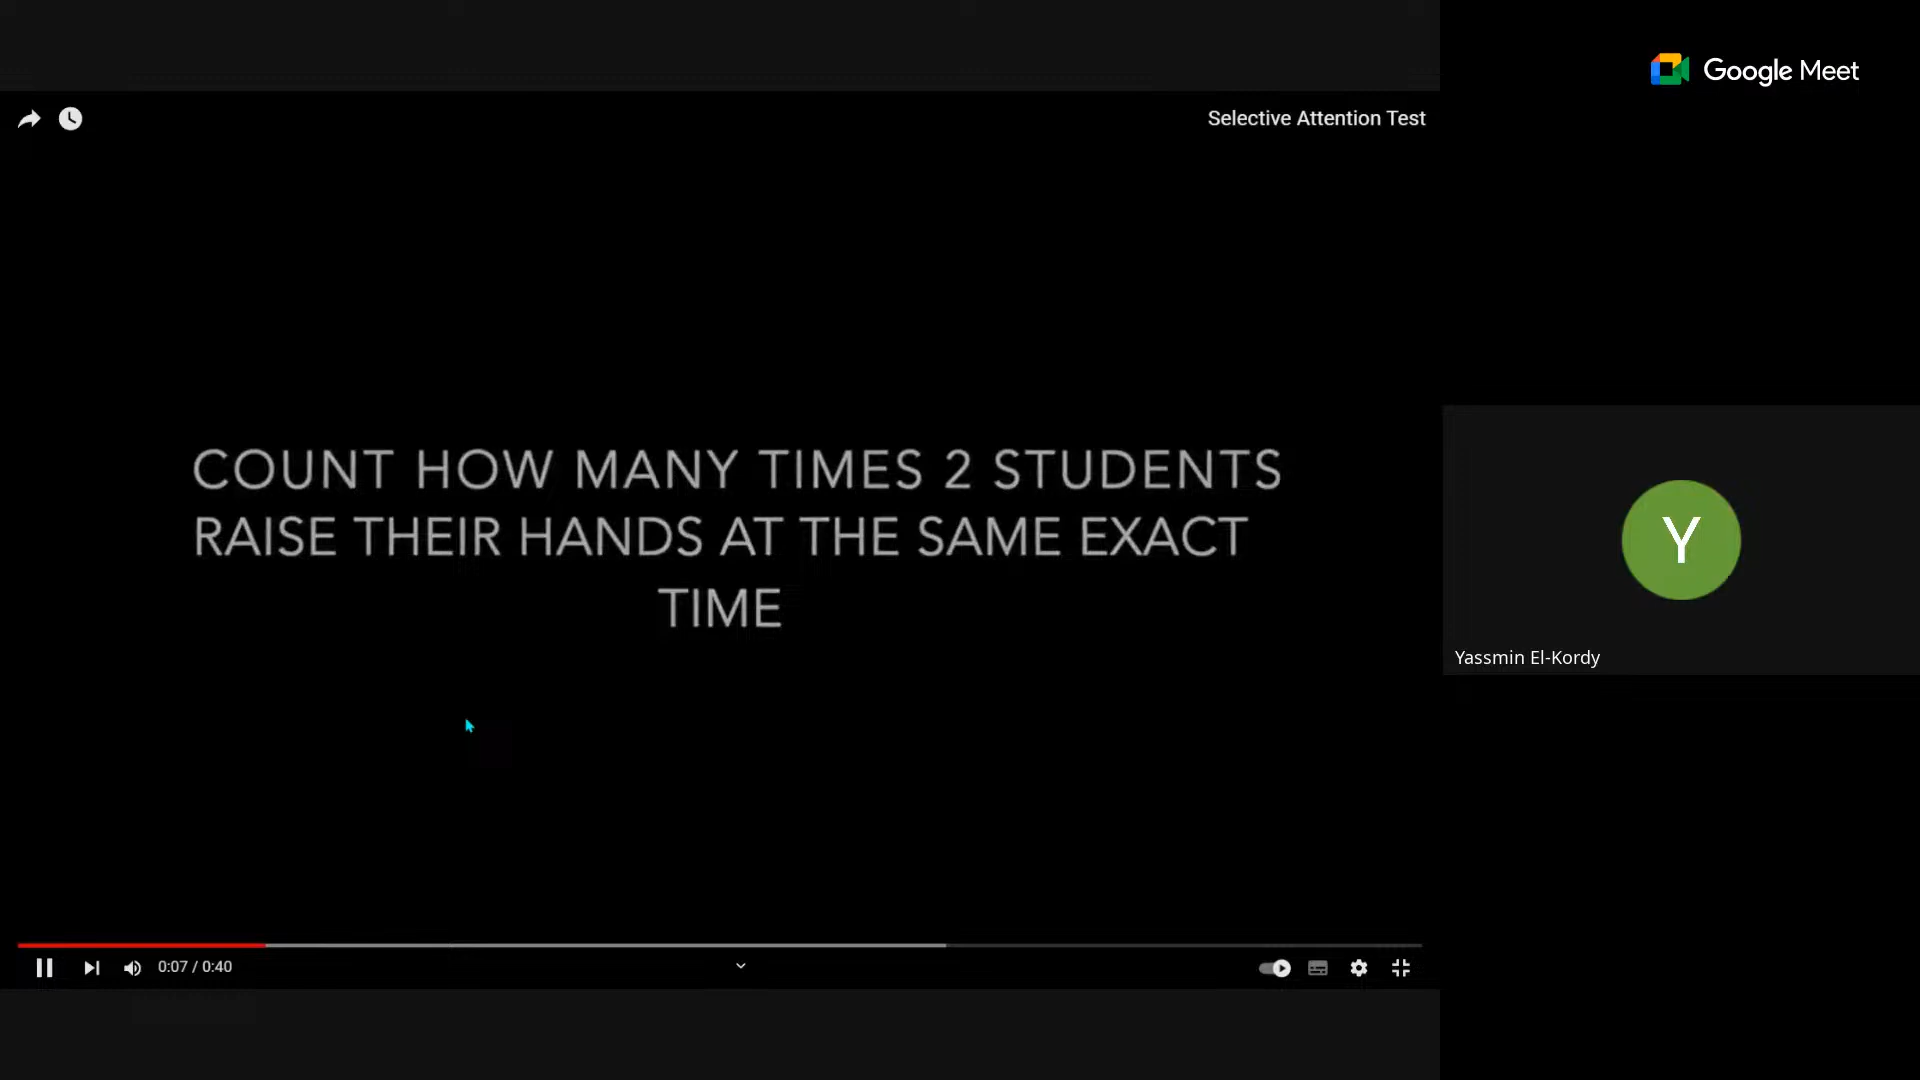 Google Meet
Selective Attention Test
COUNT HOW MANY TIMES 2 STUDENTS
RAISE THEIR HANDS AT THE SAME EXACT
TIME
Y
Yassmin El-Kordy
0:07 / 0:40